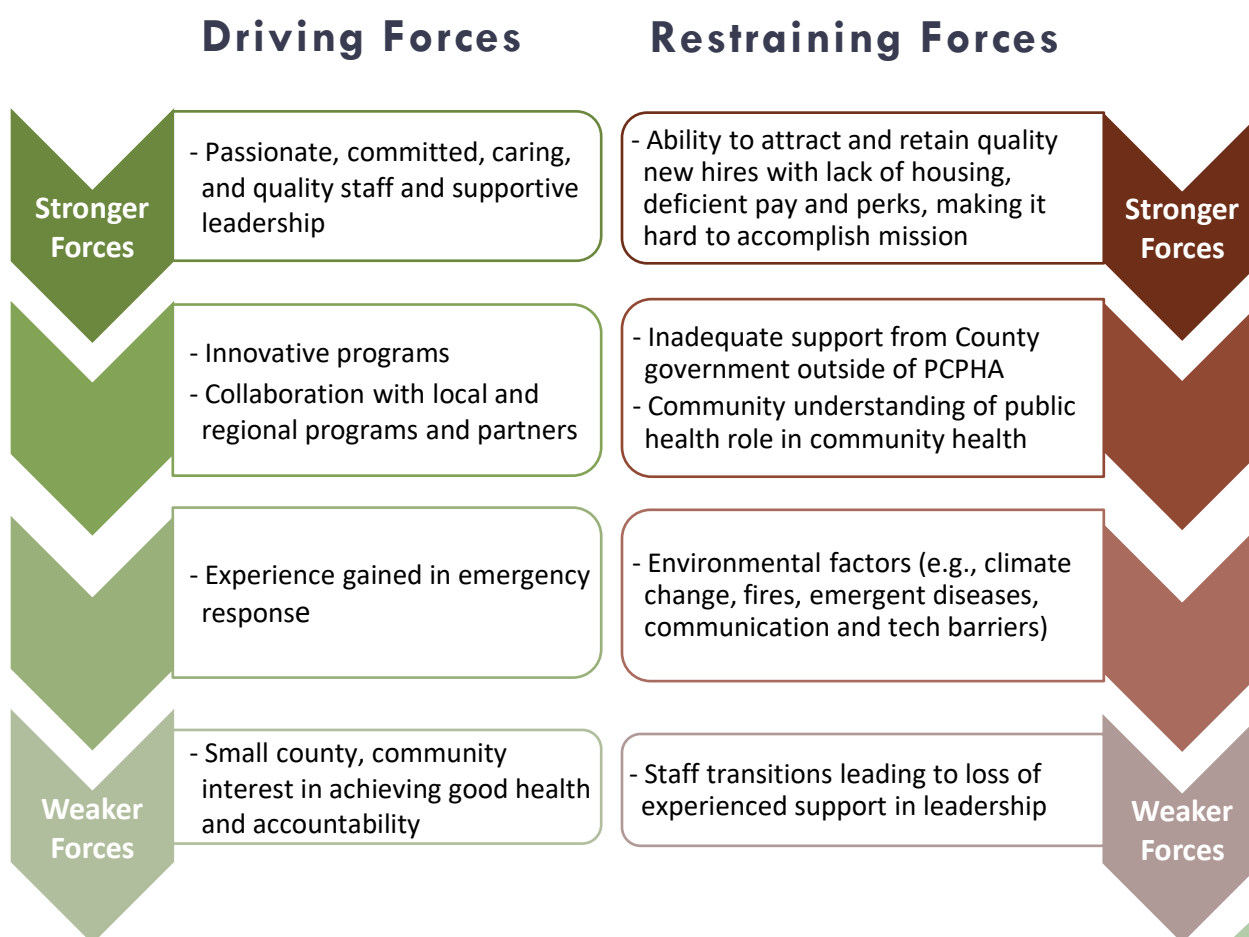 Driving Forces
Restraining Forces
Stronger
Forces
- Passionate, committed, caring,
and quality staff and supportive
leadership
- Ability to attract and retain quality
new hires with lack of housing,
deficient pay and perks, making it
hard to accomplish mission
Stronger
Forces
- Innovative programs
- Collaboration with local and
regional programs and partners
- Inadequate support from County
government outside of PCPHA
- Community understanding of public
health role in community health
- Experience gained in emergency
response
- Environmental factors (e.g., climate
change, fires, emergent diseases,
communication and tech barriers)
Weaker
Forces
- Small county, community
interest in achieving good health
and accountability
- Staff transitions leading to loss of
experienced support in leadership
Weaker
Forces